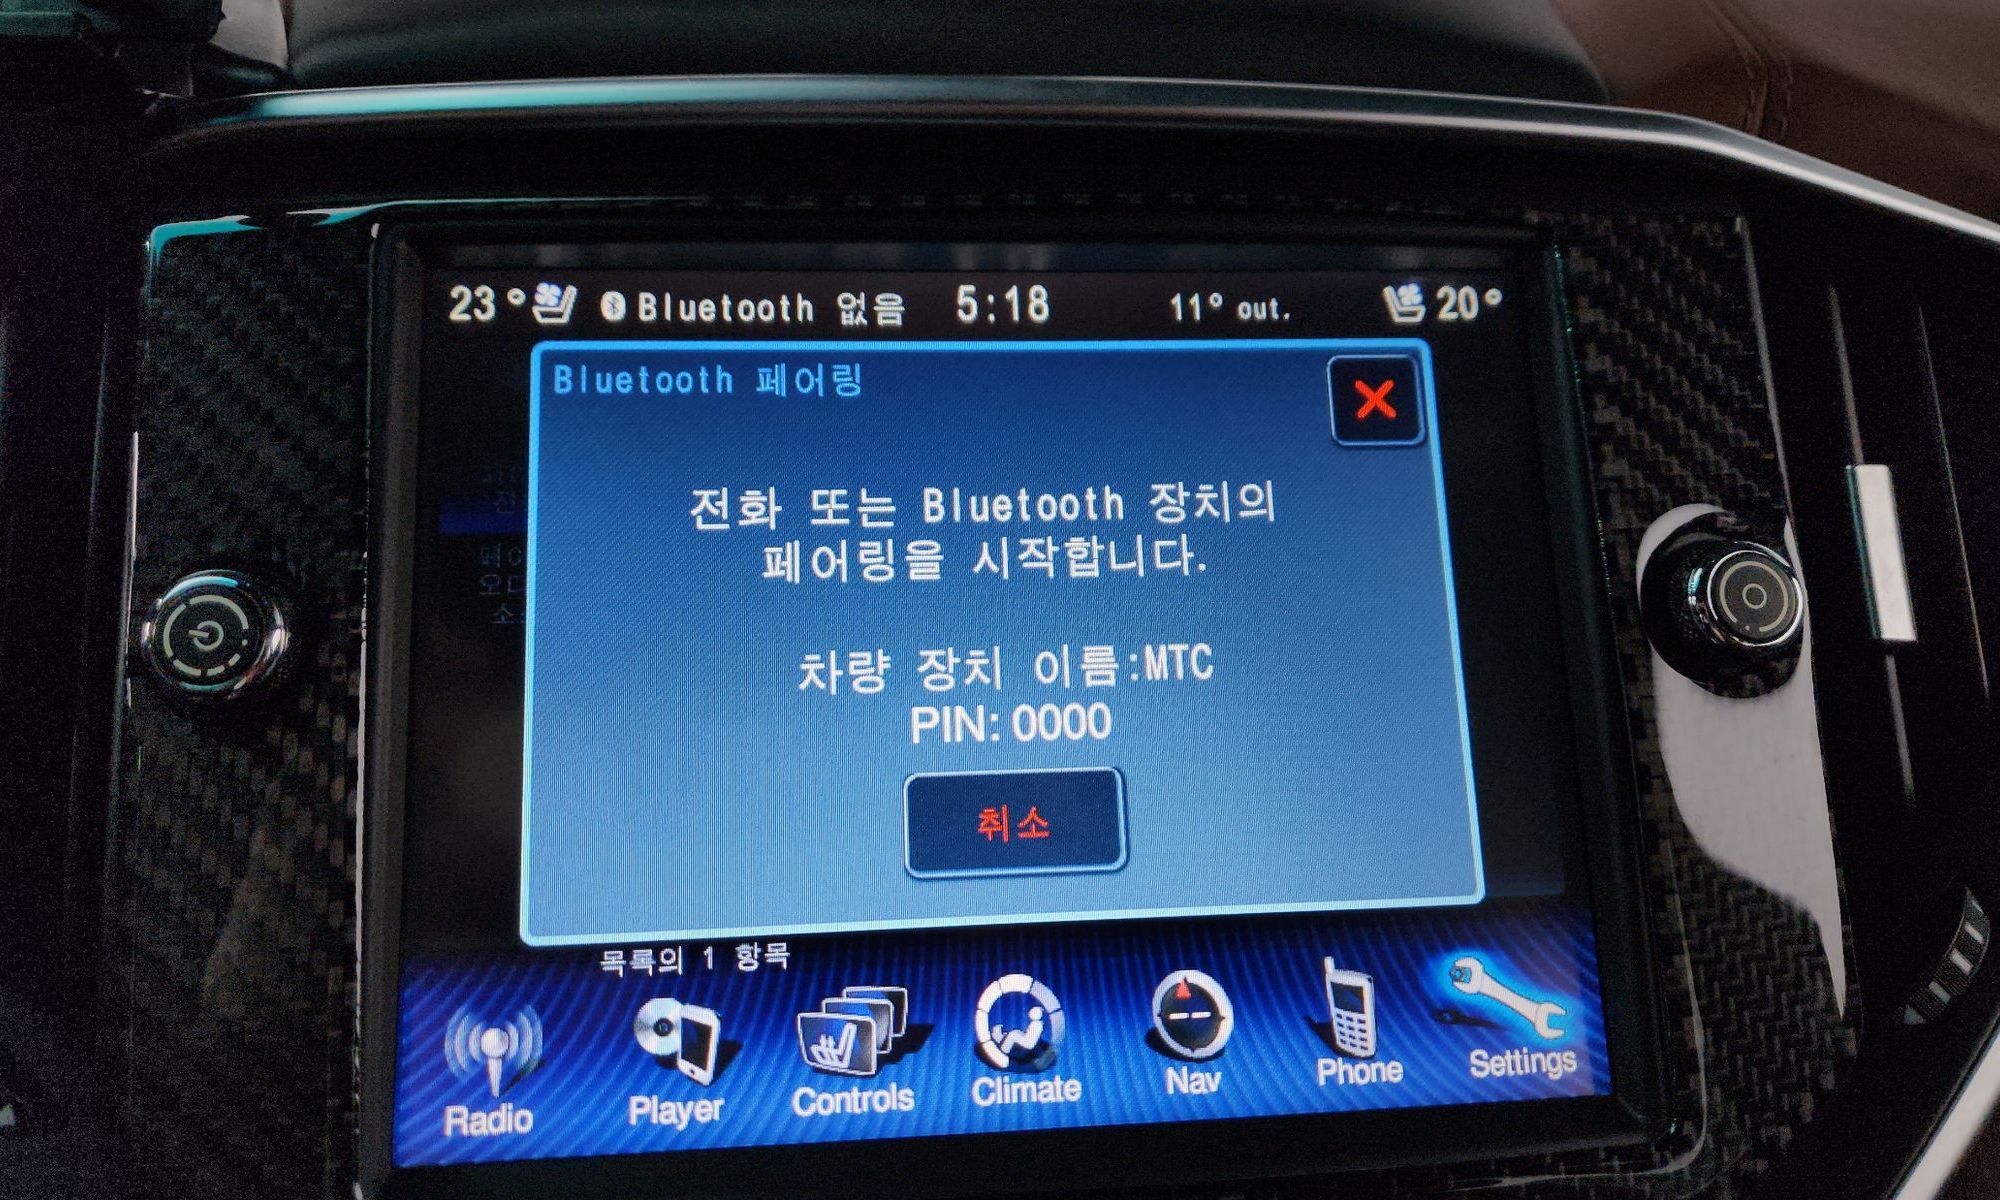 23° Bluetooth 없음 5:18 11° out. 20°
Bluetooth 페어링
전화 또는 Bluetooth 장치의
페어링을 시작합니다.
차량 장치 이름:MTC
PIN: 0000
취소
목록의 1 항목
Radio Player Controls Climate Nav Phone Settings